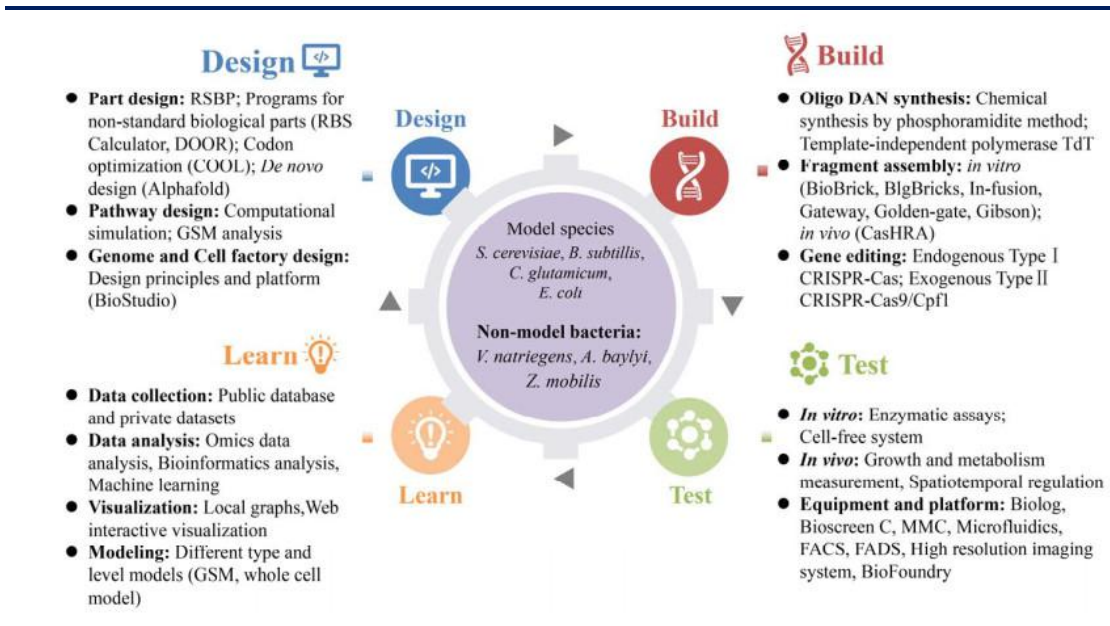 Design
● Part design: RSBP; Programs for
non-standard biological parts (RBS
Calculator, DOOR); Codon
optimization (COOL); De novo
design (Alphafold)
● Pathway design: Computational
simulation; GSM analysis
● Genome and Cell factory design:
Design principles and platform
(BioStudio)
Build
● Oligo DAN synthesis: Chemical
synthesis by phosphoramidite method;
Template-independent polymerase TdT
● Fragment assembly: in vitro
(BioBrick, BlgBricks, In-fusion,
Gateway, Golden-gate, Gibson);
in vivo (CasHRA)
● Gene editing: Endogenous Type Ⅰ
CRISPR-Cas; Exogenous Type Ⅱ
CRISPR-Cas9/Cpf1
Design
</>
Build
Model species
S. cerevisiae, B. subtillis,
C. glutamicum,
E. coli
Non-model bacteria:
V. natriegens, A. baylyi,
Z. mobilis
Learn
Test
Learn
● Data collection: Public database
and private datasets
● Data analysis: Omics data
analysis, Bioinformatics analysis,
Machine learning
● Visualization: Local graphs,Web
interactive visualization
● Modeling: Different type and
level models (GSM, whole cell
model)
Test
● In vitro: Enzymatic assays;
Cell-free system
● In vivo: Growth and metabolism
measurement, Spatiotemporal regulation
● Equipment and platform: Biolog,
Bioscreen C, MMC, Microfluidics,
FACS, FADS, High resolution imaging
system, BioFoundry